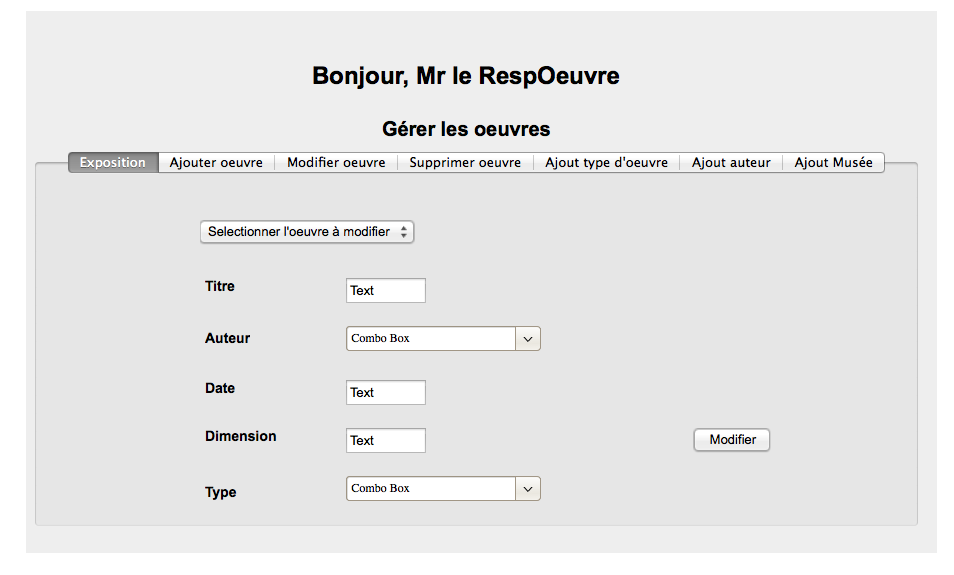 Bonjour, Mr le RespOeuvre
Gérer les oeuvres
Exposition Ajouter oeuvre Modifier oeuvre Supprimer oeuvre Ajout type d'oeuvre Ajout auteur Ajout Musée
Selectionner l'oeuvre à modifier
Titre Text
Auteur Combo Box
Date Text
Dimension Text Modifier
Type Combo Box